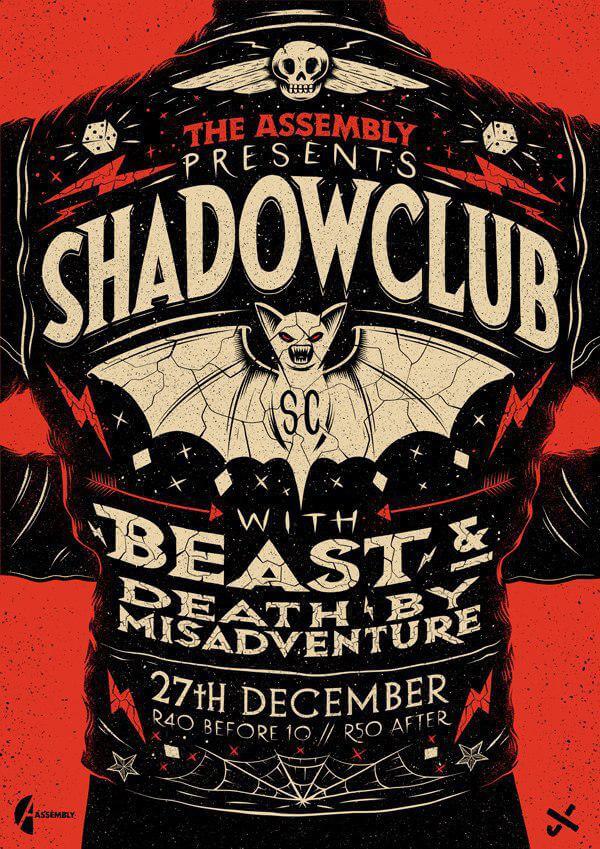 THE ASSEMBLY
PRESENTS
SHADOWCLUB
SC
WITH
BEAST &
DEATH BY
MISADVENTURE
27TH DECEMBER
R40 BEFORE 10 // R50 AFTER
ASSEMBLY